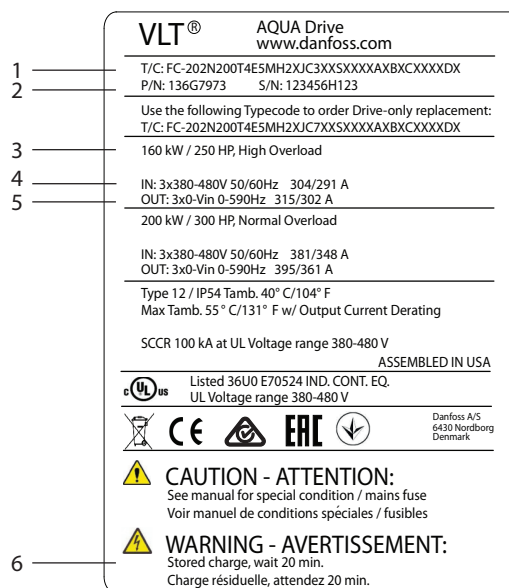 VLT® AQUA Drive
www.danfoss.com
1 T/C: FC-202N200T4E5MH2XJC3XXSXXXXAXBXCXXXXDX
2 P/N: 136G7973 S/N: 123456H123
Use the following Typecode to order Drive-only replacement:
T/C: FC-202N200T4E5MH2XJC7XXSXXXXAXBXCXXXXDX
3 160 kW / 250 HP, High Overload
4 IN: 3x380-480V 50/60Hz 304/291 A
5 OUT: 3x0-Vin 0-590Hz 315/302 A
200 kW / 300 HP, Normal Overload
IN: 3x380-480V 50/60Hz 381/348 A
OUT: 3x0-Vin 0-590Hz 395/361 A
Type 12 / IP54 Tamb. 40° C/104° F
Max Tamb. 55° C/131° F w/ Output Current Derating
SCCR 100 kA at UL Voltage range 380-480 V
ASSEMBLED IN USA
c UL us Listed 36U0 E70524 IND. CONT. EQ.
UL Voltage range 380-480 V
CE EAC
Danfoss A/S
6430 Nordborg
Denmark
CAUTION - ATTENTION:
See manual for special condition / mains fuse
Voir manuel de conditions spéciales / fusibles
WARNING - AVERTISSEMENT:
6 Stored charge, wait 20 min.
Charge résiduelle, attendez 20 min.